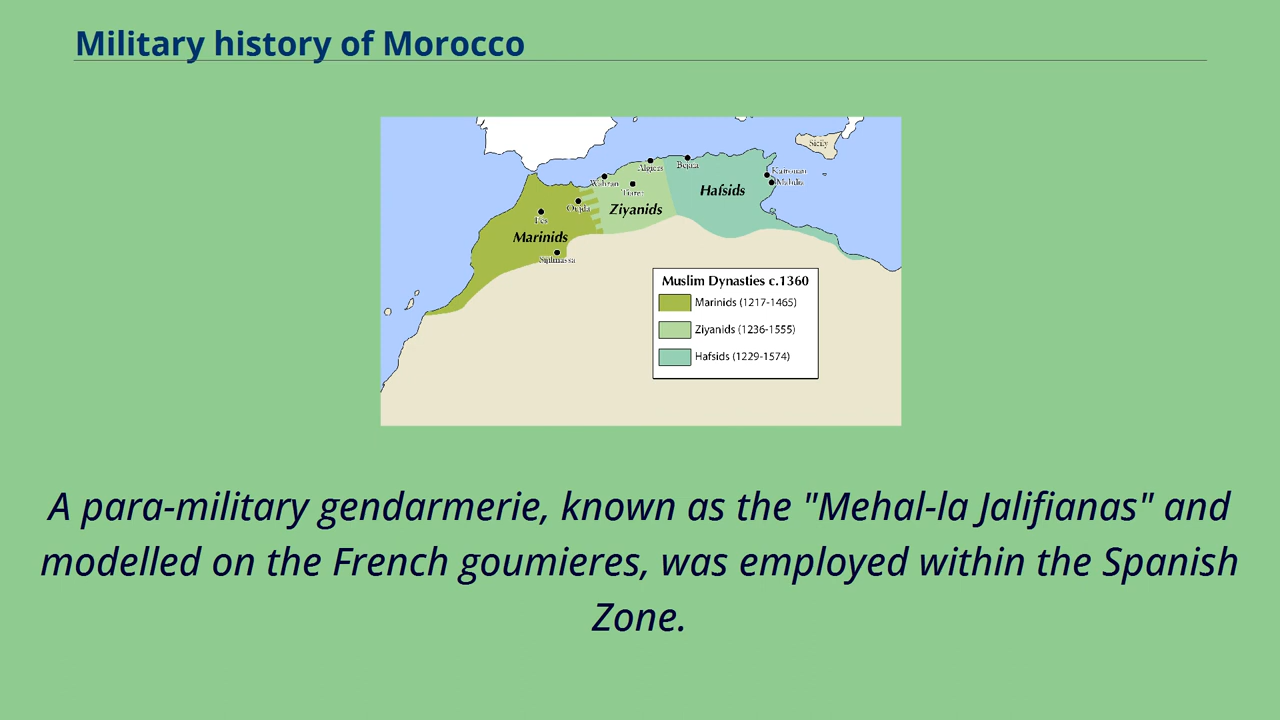 Military history of Morocco
Sicily
Algiers
Bejaia
Kairouan
Wahran
Mahdia
Tiaret
Hafsids
Oujda
Ziyanids
Fes
Marinids
Sijilmassa
Muslim Dynasties c.1360
Marinids (1217-1465)
Ziyanids (1236-1555)
Hafsids (1229-1574)
A para-military gendarmerie, known as the "Mehal-la Jalifianas" and
modelled on the French goumieres, was employed within the Spanish
Zone.